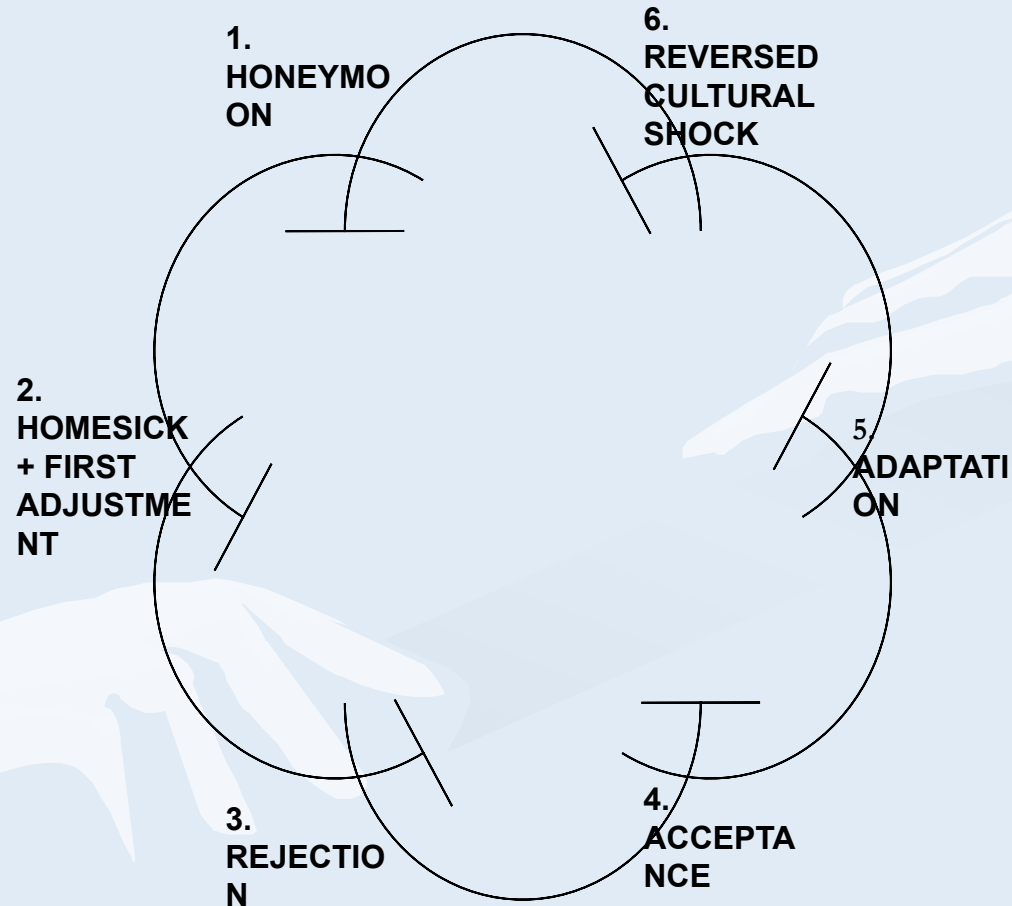 1.
HONEYMO
ON
2.
HOMESICK
+ FIRST
ADJUSTME
NT
3.
REJECTIO
N
4.
ACCEPTA
NCE
5.
ADAPTATI
ON
6.
REVERSED
CULTURAL
SHOCK